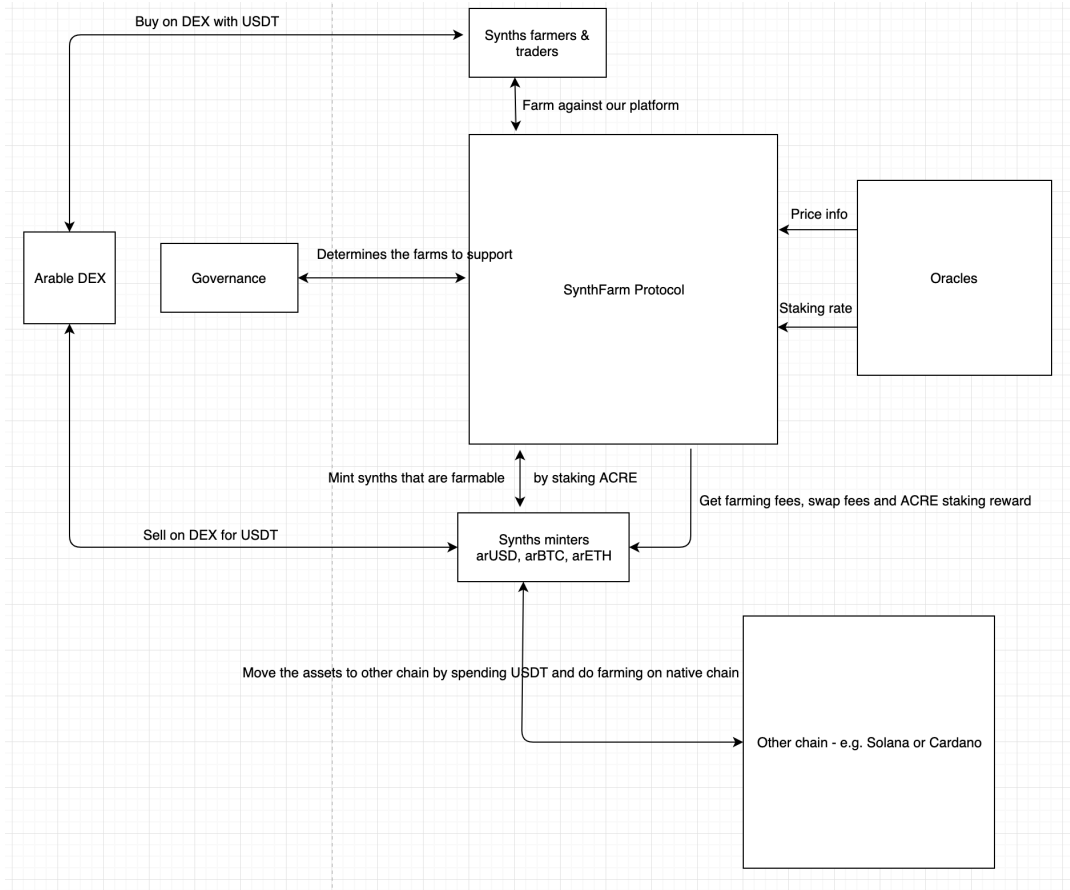 Buy on DEX with USDT
Synths farmers &
traders
Farm against our platform
Price info
Determines the farms to support
Arable DEX
Governance
SynthFarm Protocol
Oracles
Staking rate
Mint synths that are farmable
by staking ACRE
Get farming fees, swap fees and ACRE staking reward
Sell on DEX for USDT
Synths minters
arUSD, arBTC, arETH
Move the assets to other chain by spending USDT and do farming on native chain
Other chain - e.g. Solana or Cardano